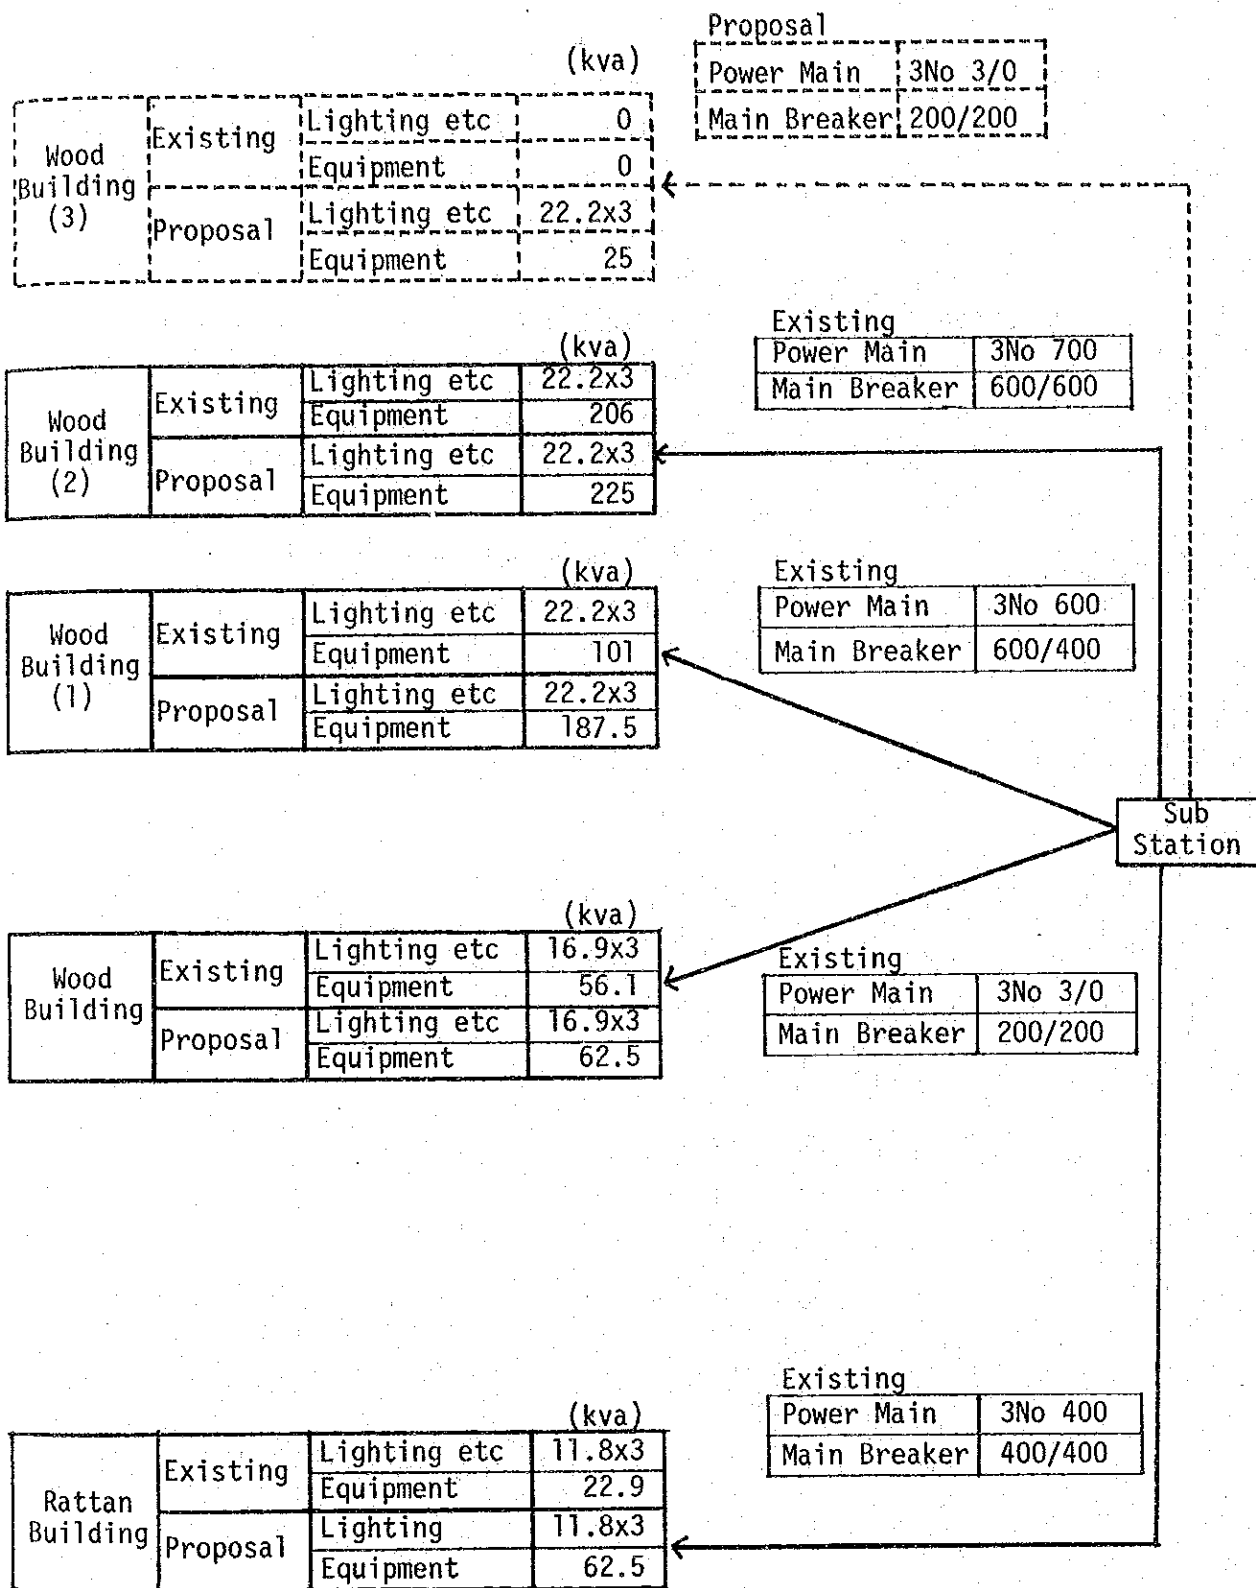 Proposal
Power Main 3No 3/0
Main Breaker 200/200
(kva)
Wood Building (3)
Existing
Lighting etc 0
Equipment 0
Proposal
Lighting etc 22.2x3
Equipment 25
Existing
Power Main 3No 700
Main Breaker 600/600
(kva)
Wood Building (2)
Existing
Lighting etc 22.2x3
Equipment 206
Proposal
Lighting etc 22.2x3
Equipment 225
Existing
Power Main 3No 600
Main Breaker 600/400
(kva)
Wood Building (1)
Existing
Lighting etc 22.2x3
Equipment 101
Proposal
Lighting etc 22.2x3
Equipment 187.5
Sub
Station
(kva)
Wood Building
Existing
Lighting etc 16.9x3
Equipment 56.1
Proposal
Lighting etc 16.9x3
Equipment 62.5
Existing
Power Main 3No 3/0
Main Breaker 200/200
Existing
Power Main 3No 400
Main Breaker 400/400
(kva)
Rattan Building
Existing
Lighting etc 11.8x3
Equipment 22.9
Proposal
Lighting 11.8x3
Equipment 62.5